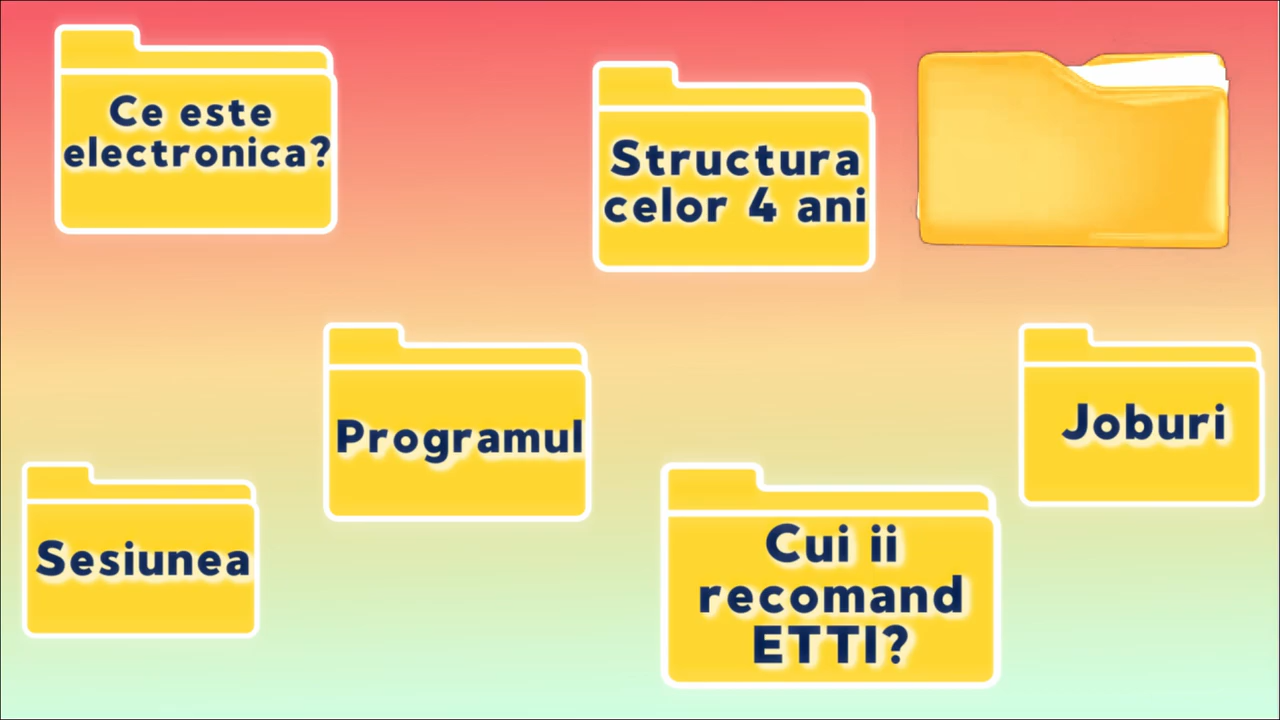 Ce este
electronica?
Structura
celor 4 ani
Programul
Joburi
Sesiunea
Cui ii
recomand
ETTI?